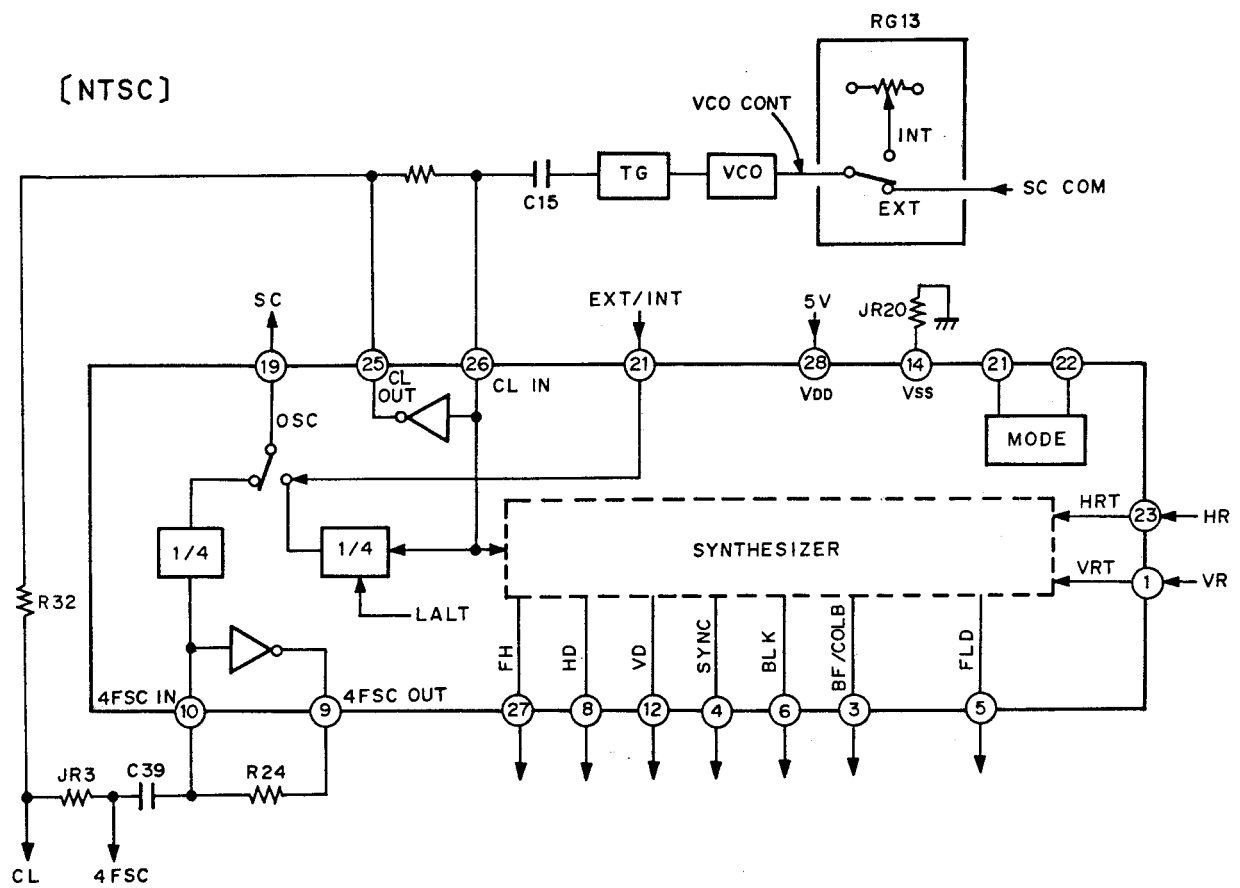 RG13
[NTSC]
VCO CONT
INT
TG
VCO
C15
SC COM
EXT
SC
EXT/INT
5V
JR20
19
25
26
21
28
14
21
22
CL OUT
CL IN
VDD
VSS
OSC
MODE
HRT
23
HR
1/4
1/4
SYNTHESIZER
VRT
1
VR
R32
LALT
FH
HD
VD
SYNC
BLK
BF/COLB
FLD
4FSC IN
10
9
4FSC OUT
27
8
12
4
6
3
5
JR3
C39
R24
CL
4FSC